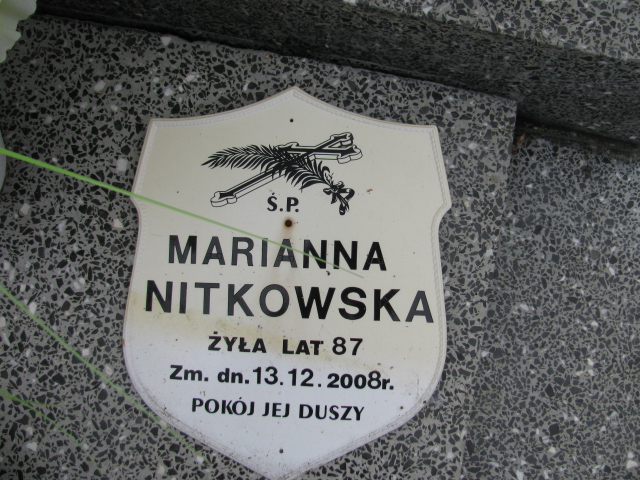 Ś.P.
MARIANNA
NITKOWSKA
ŻYŁA LAT 87
Zm. dn. 13.12.2008r.
POKÓJ JEJ DUSZY